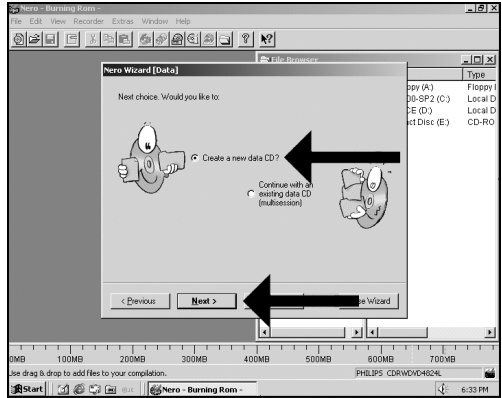 Nero - Burning Rom -
File Edit View Recorder Extras Window Help
File Browser
Nero Wizard [Data]
Type
opy (A:) Floppy
00-SP2 (C:) Local D
CE (D:) Local D
ct Disc (E:) CD-RO
Next choice. Would you like to:
Create a new data CD?
Continue with an
existing data CD
(multisession)
< Previous
Next >
se Wizard
0MB 100MB 200MB 300MB 400MB 500MB 600MB 700MB
Use drag & drop to add files to your compilation.
PHILIPS CDRWDVD4824L
Start
Nero - Burning Rom -
6:33 PM